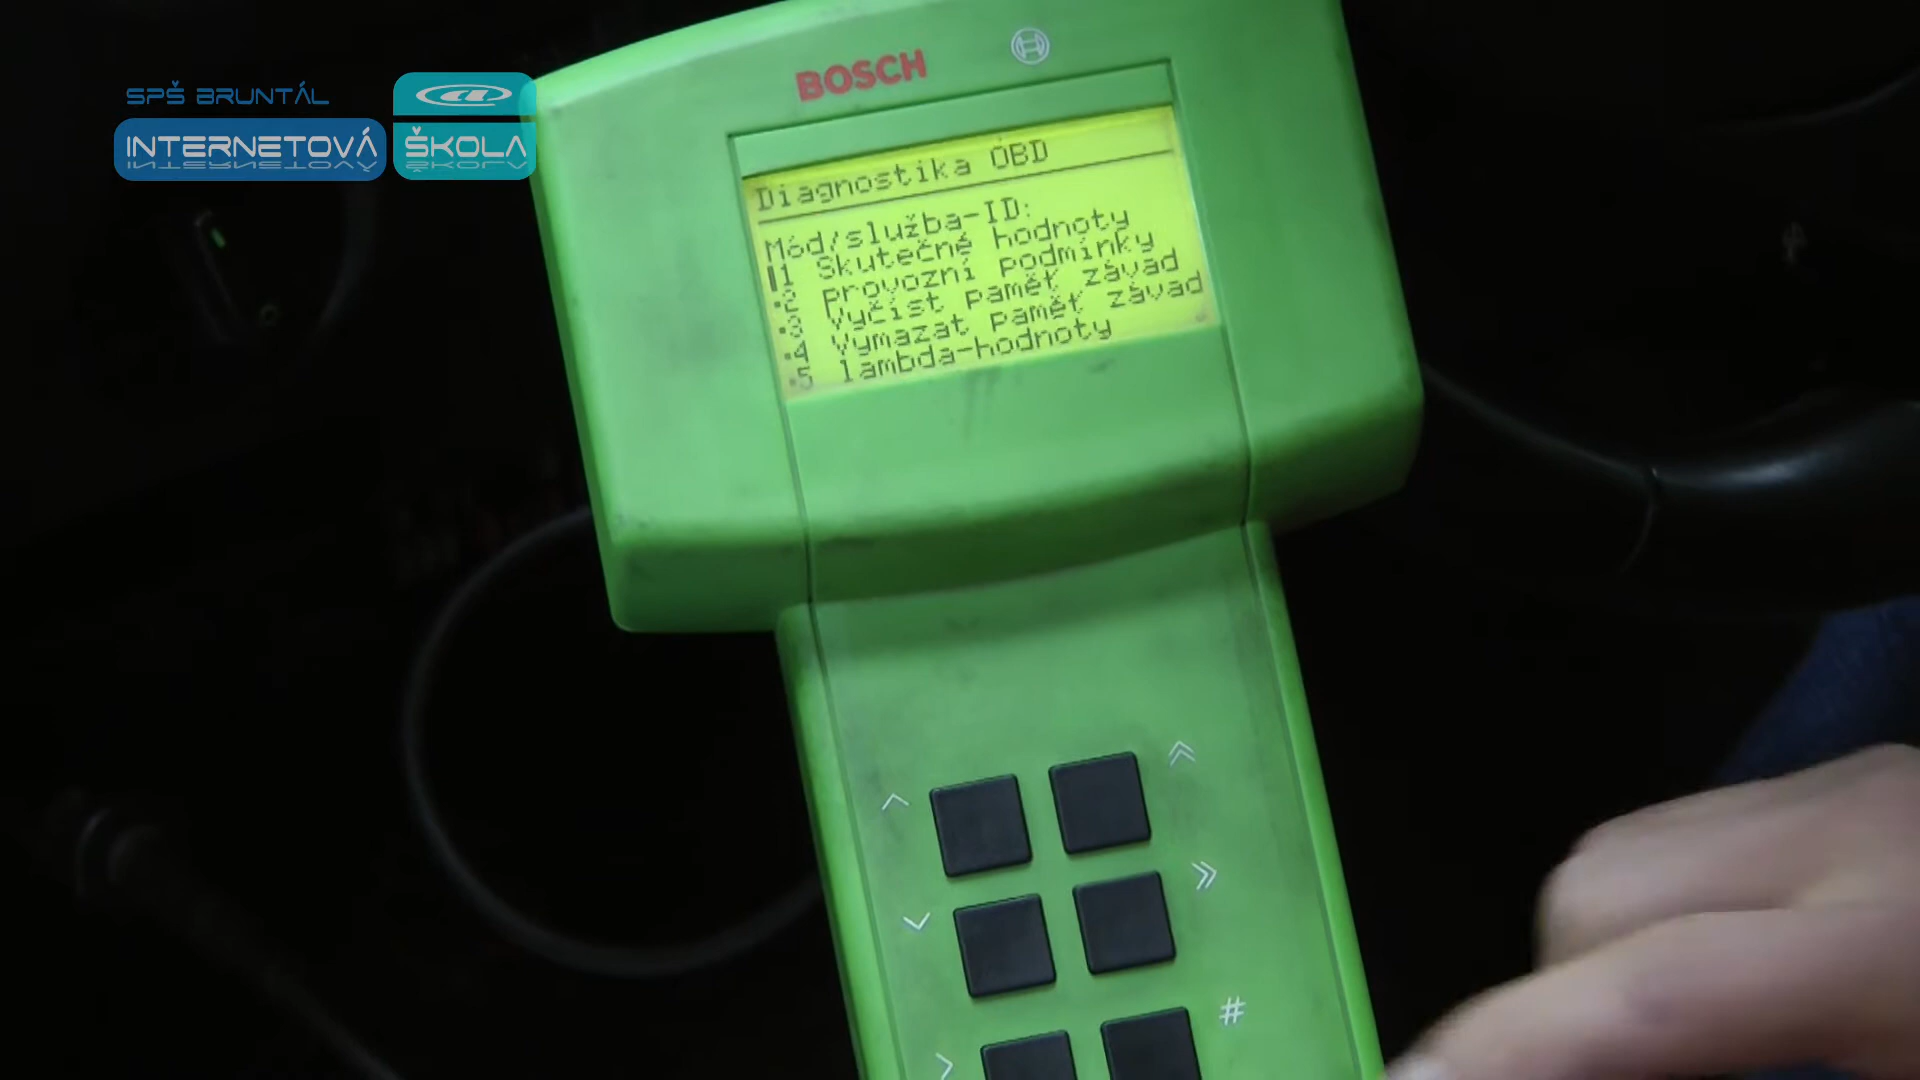 SPŠ BRUNTÁL
INTERNETOVÁ ŠKOLA
BOSCH
Diagnostika OBD
Mód/služba-ID:
1 Skutečné hodnoty
2 provozní podmínky
3 Vyčíst paměť závad
4 Vymazat paměť závad
5 lambda-hodnoty
#